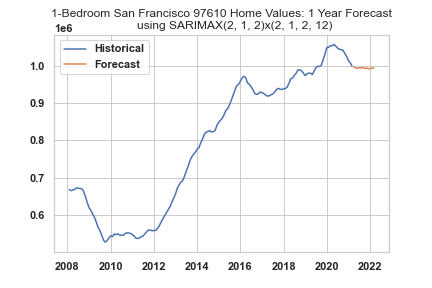 1-Bedroom San Francisco 97610 Home Values: 1 Year Forecast
using SARIMAX(2, 1, 2)x(2, 1, 2, 12)
1e6
Historical
Forecast
1.0
0.9
0.8
0.7
0.6
2008 2010 2012 2014 2016 2018 2020 2022